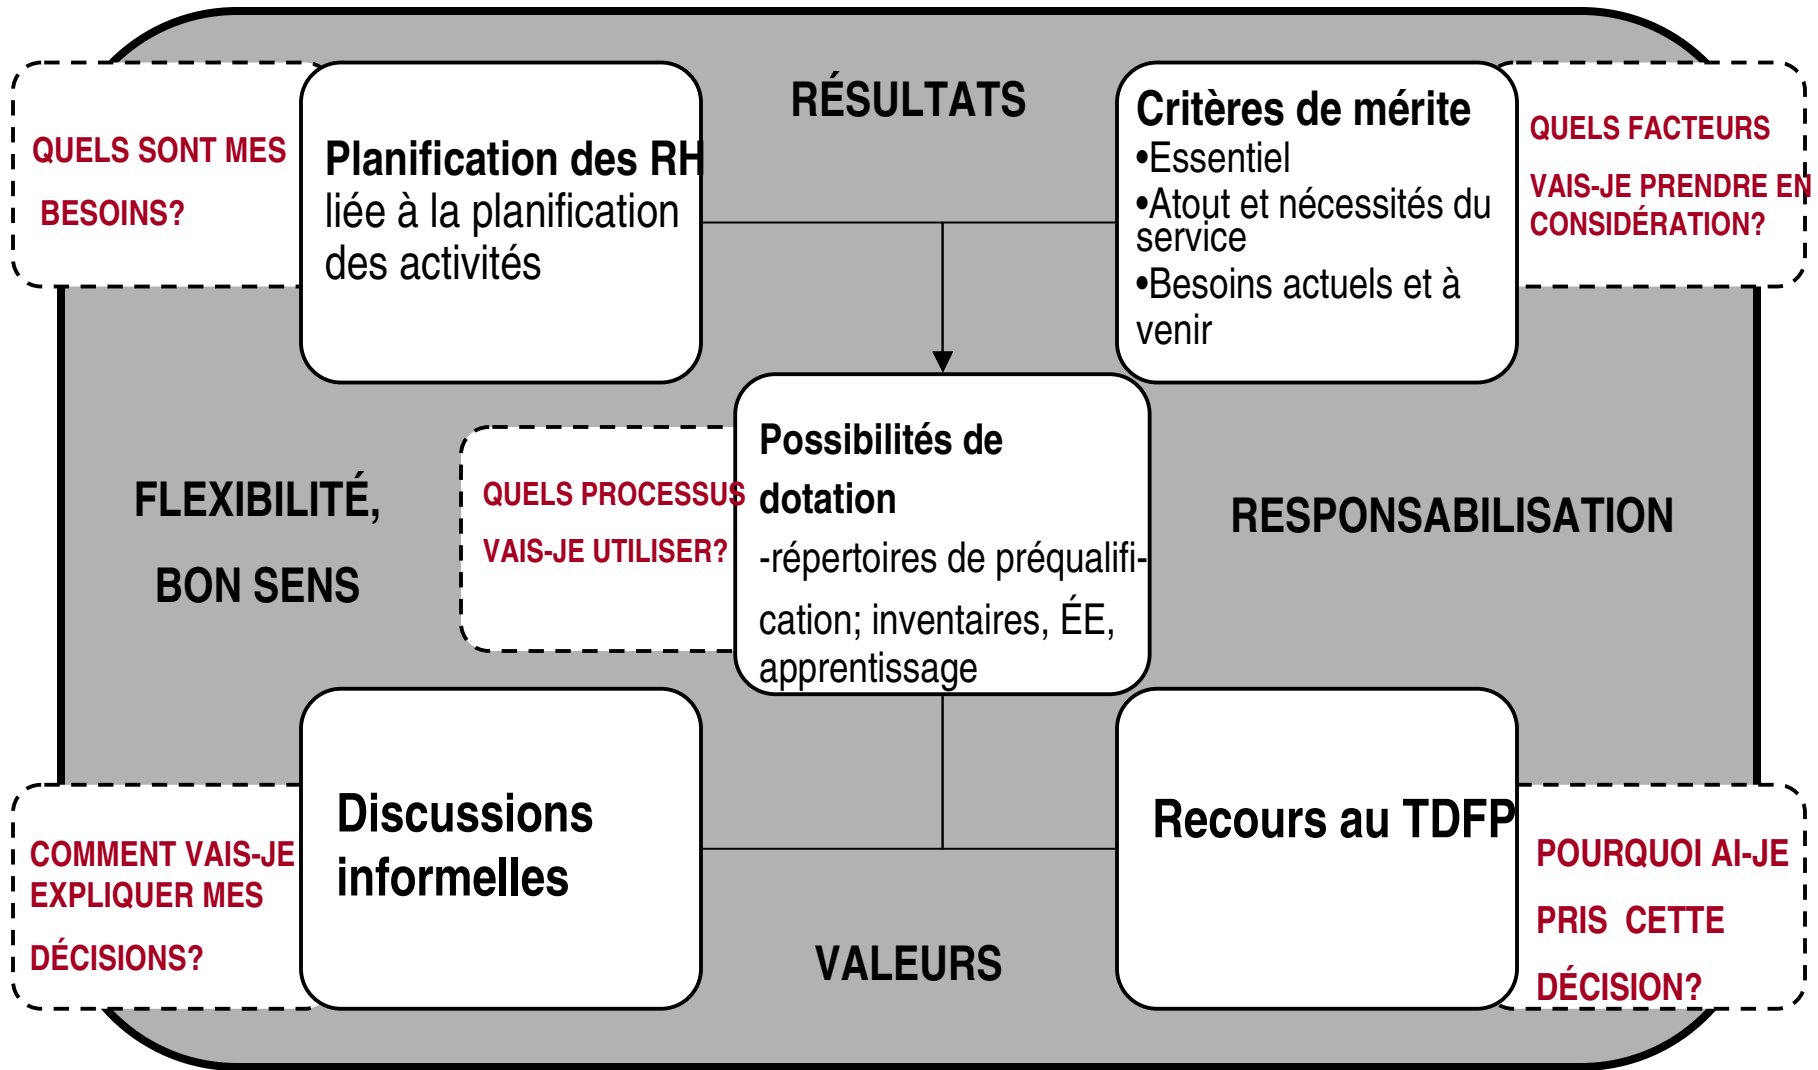 RÉSULTATS
QUELS SONT MES
BESOINS?
Planification des RH
liée à la planification
des activités
Critères de mérite
•Essentiel
•Atout et nécessités du
service
•Besoins actuels et à
venir
QUELS FACTEURS
VAIS-JE PRENDRE EN
CONSIDÉRATION?
FLEXIBILITÉ,
BON SENS
QUELS PROCESSUS
VAIS-JE UTILISER?
Possibilités de
dotation
-répertoires de préqualifi-
cation; inventaires, ÉE,
apprentissage
RESPONSABILISATION
COMMENT VAIS-JE
EXPLIQUER MES
DÉCISIONS?
Discussions
informelles
VALEURS
Recours au TDFP
POURQUOI AI-JE
PRIS CETTE
DÉCISION?